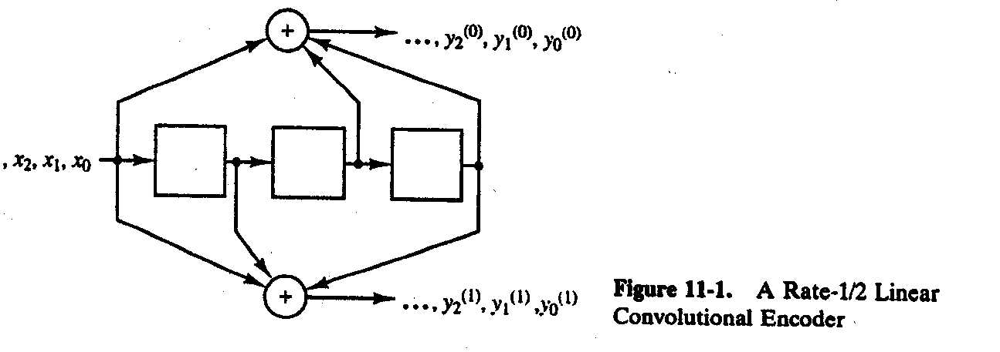 +
..., y₂⁽⁰⁾, y₁⁽⁰⁾, y₀⁽⁰⁾
, x₂, x₁, x₀
+
..., y₂⁽¹⁾, y₁⁽¹⁾, y₀⁽¹⁾
Figure 11-1. A Rate-1/2 Linear
Convolutional Encoder